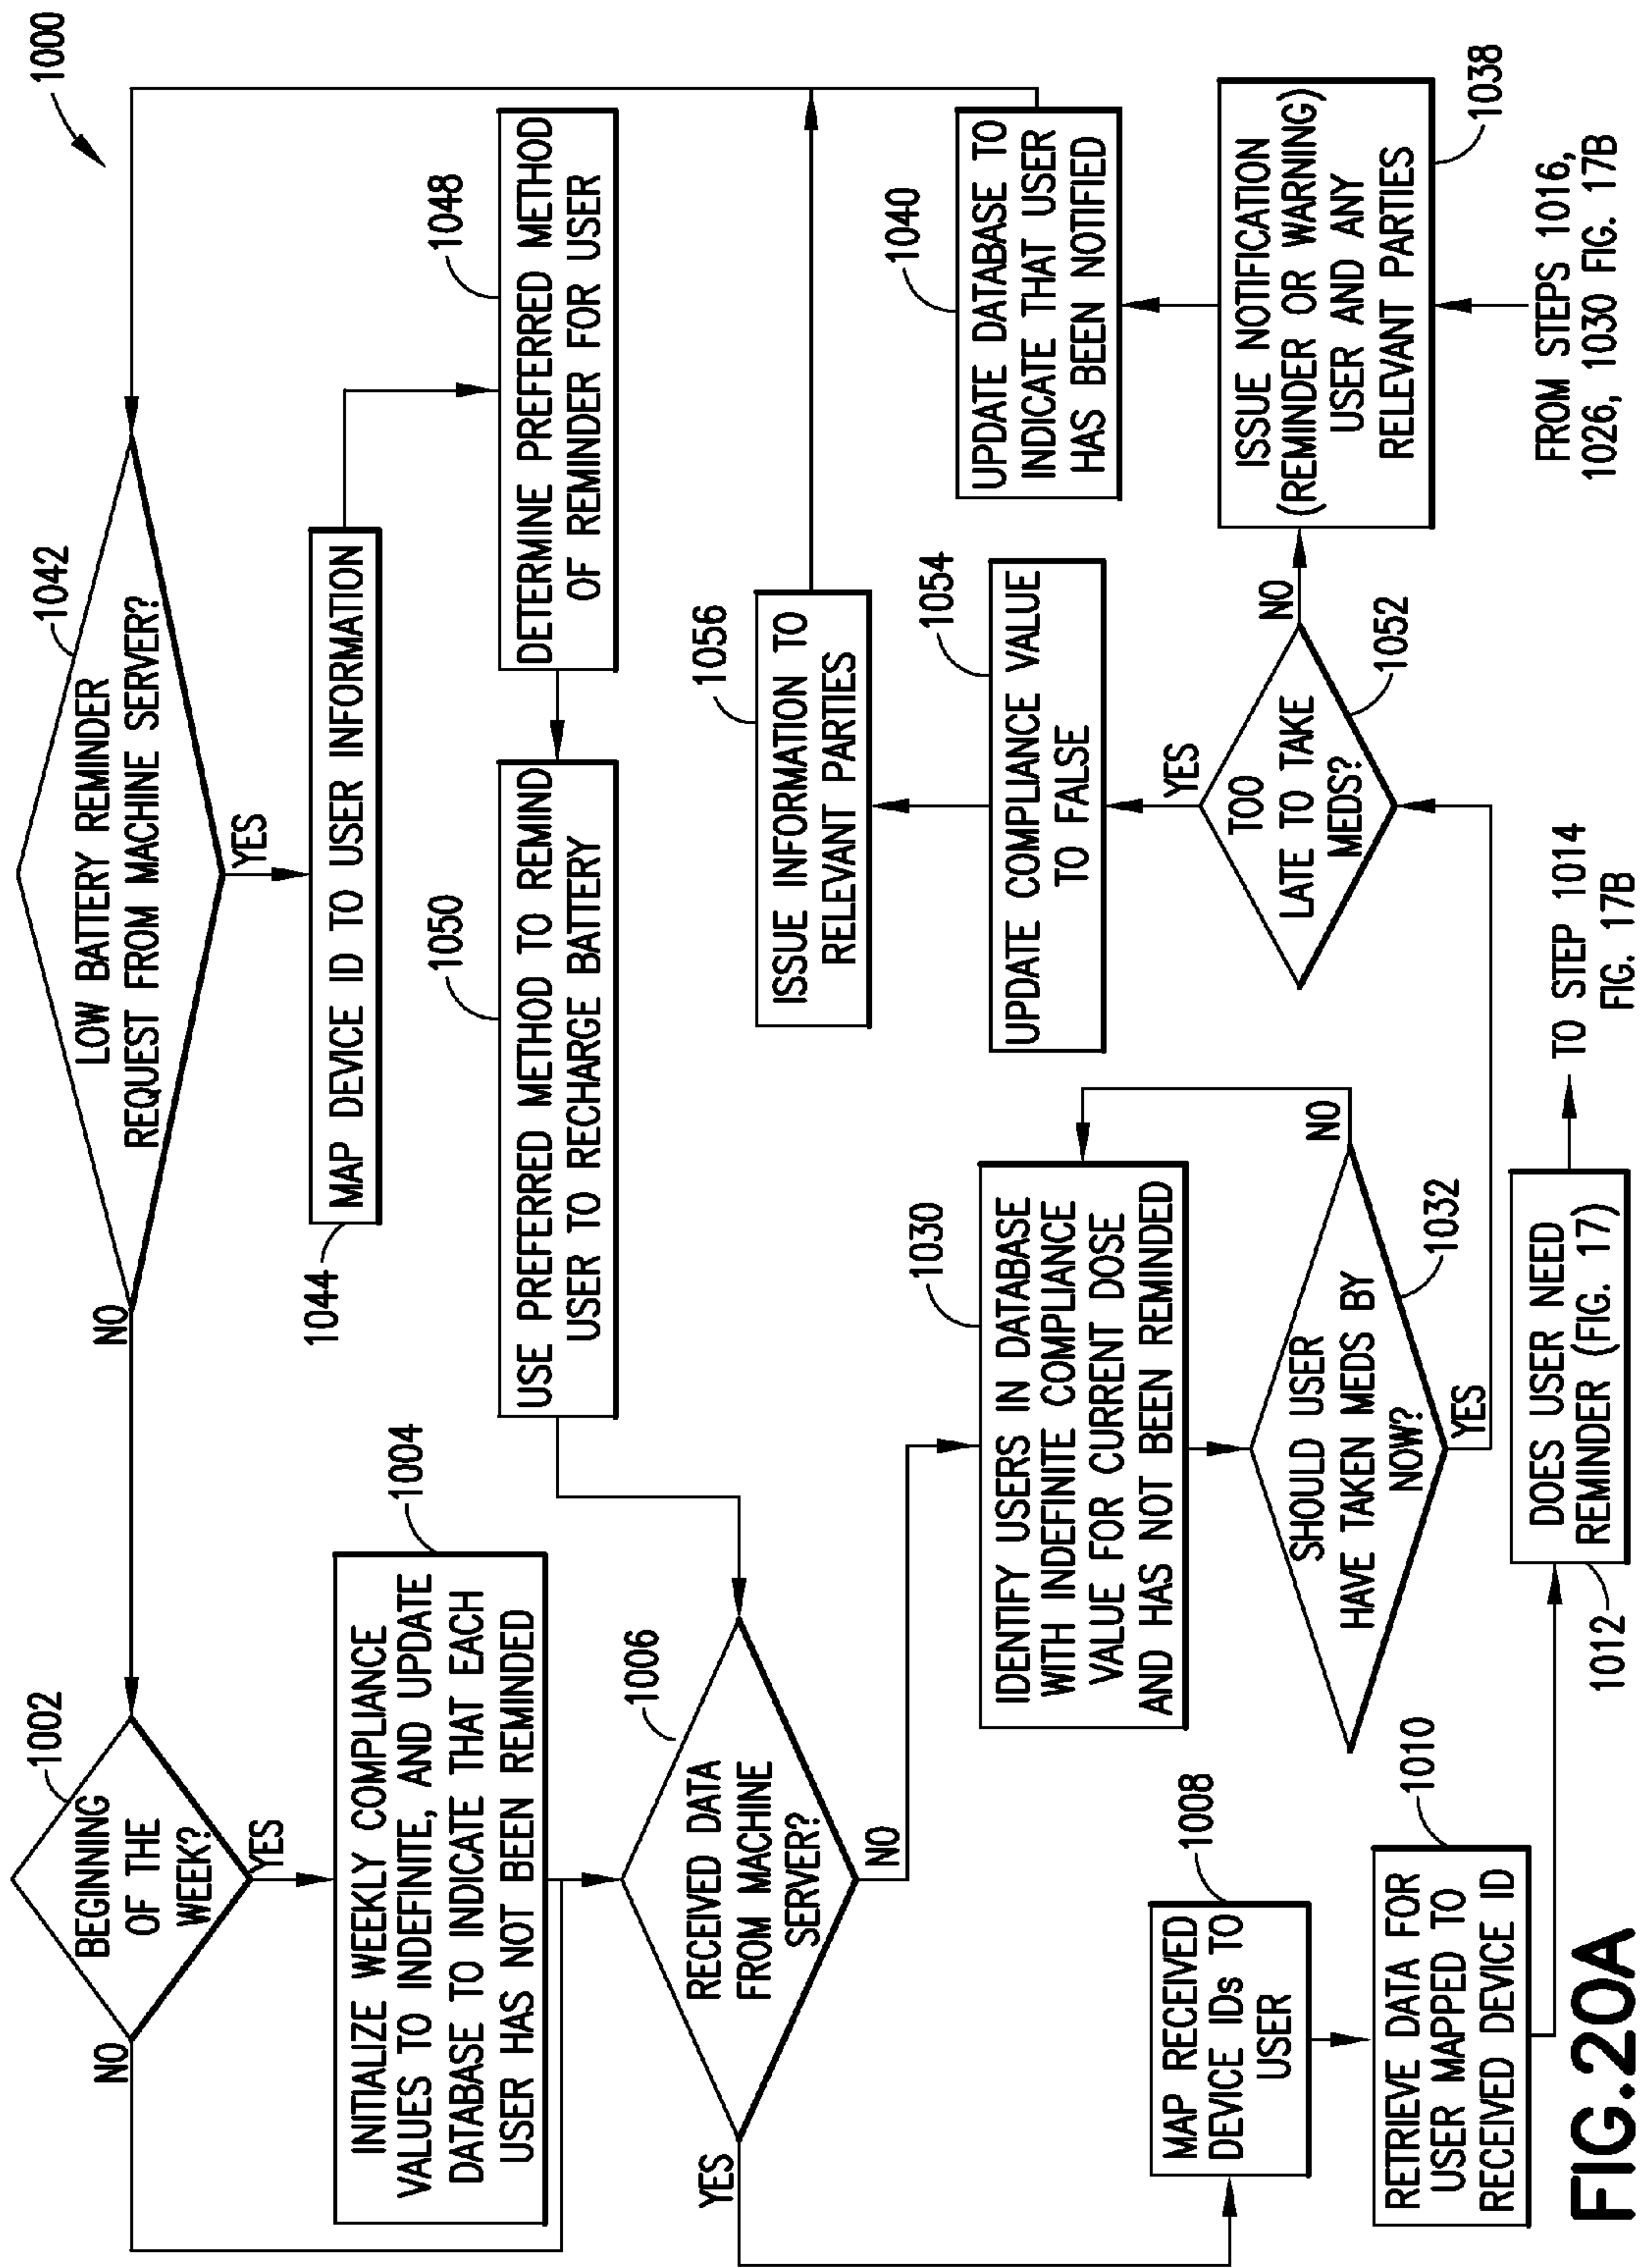 1000
BEGINNING
OF THE
WEEK?
1002
NO
YES
LOW BATTERY REMINDER
REQUEST FROM MACHINE SERVER?
1042
NO
YES
INITIALIZE WEEKLY COMPLIANCE
VALUES TO INDEFINITE, AND UPDATE
DATABASE TO INDICATE THAT EACH
USER HAS NOT BEEN REMINDED
1004
MAP DEVICE ID TO USER INFORMATION
1044
DETERMINE PREFERRED METHOD
OF REMINDER FOR USER
1048
USE PREFERRED METHOD TO REMIND
USER TO RECHARGE BATTERY
1050
RECEIVED DATA
FROM MACHINE
SERVER?
1006
YES
NO
ISSUE INFORMATION TO
RELEVANT PARTIES
1056
UPDATE DATABASE TO
INDICATE THAT USER
HAS BEEN NOTIFIED
1040
IDENTIFY USERS IN DATABASE
WITH INDEFINITE COMPLIANCE
VALUE FOR CURRENT DOSE
AND HAS NOT BEEN REMINDED
1030
UPDATE COMPLIANCE VALUE
TO FALSE
1054
MAP RECEIVED
DEVICE IDs TO
USER
1008
SHOULD USER
HAVE TAKEN MEDS BY
NOW?
1032
NO
YES
TOO
LATE TO TAKE
MEDS?
1052
YES
NO
ISSUE NOTIFICATION
(REMINDER OR WARNING)
USER AND ANY
RELEVANT PARTIES
1038
RETRIEVE DATA FOR
USER MAPPED TO
RECEIVED DEVICE ID
1010
DOES USER NEED
REMINDER (FIG. 17)
1012
TO STEP 1014
FIG. 17B
FROM STEPS 1016,
1026, 1030 FIG. 17B
FIG.20A